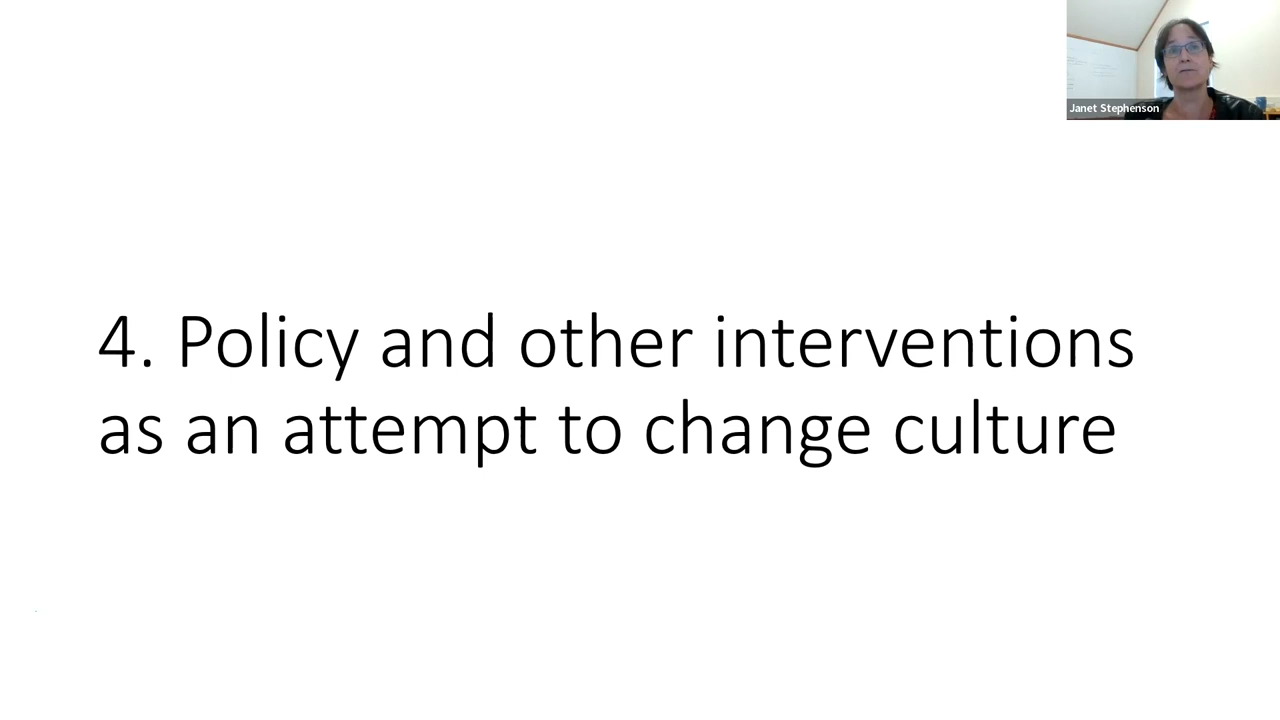 Janet Stephenson
4. Policy and other interventions
as an attempt to change culture